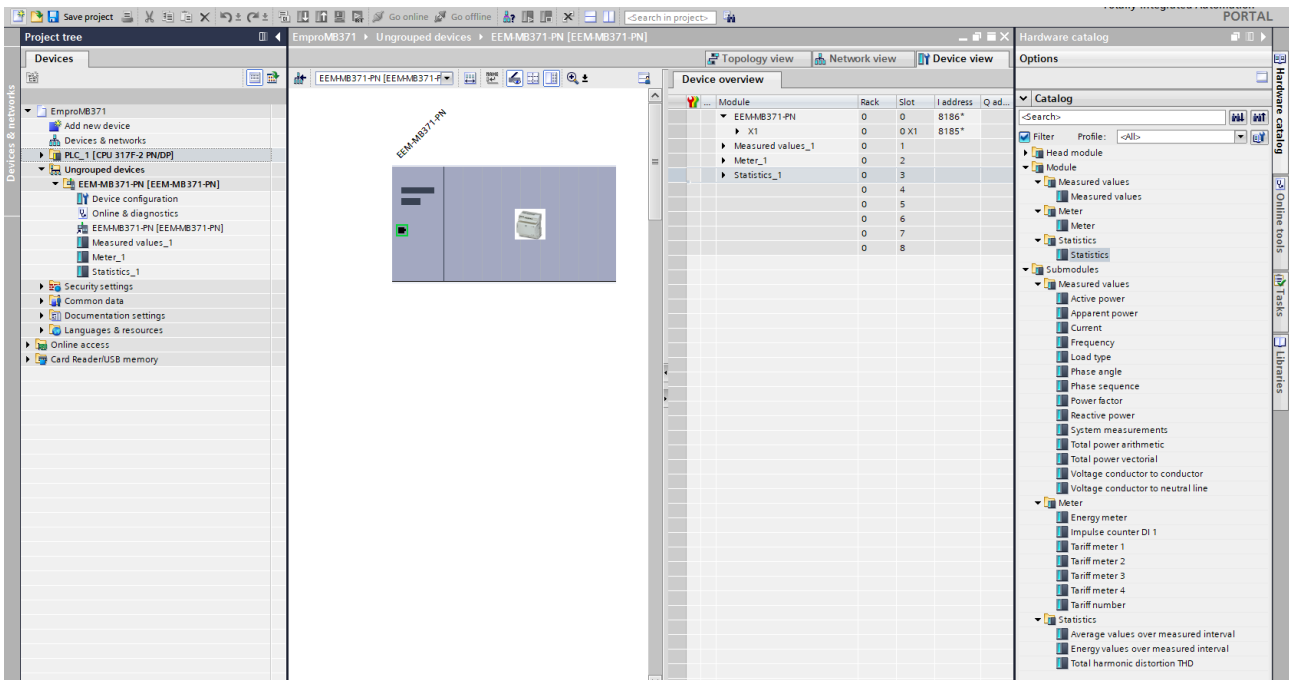 Totally Integrated Automation
PORTAL
Save project
Go online
Go offline
<Search in project>
Project tree
EmproMB371 ▸ Ungrouped devices ▸ EEM-MB371-PN [EEM-MB371-PN]
Hardware catalog
Devices
Topology view
Network view
Device view
Options
EEM-MB371-PN [EEM-MB371-P
Device overview
Devices & networks
EmproMB371
Add new device
Devices & networks
PLC_1 [CPU 317F-2 PN/DP]
Ungrouped devices
EEM-MB371-PN [EEM-MB371-PN]
Device configuration
Online & diagnostics
EEM-MB371-PN [EEM-MB371-PN]
Measured values_1
Meter_1
Statistics_1
Security settings
Common data
Documentation settings
Languages & resources
Online access
Card Reader/USB memory
EEM-MB371-PN
... Module Rack Slot I address Q ad...
EEM-MB371-PN 0 0 8186*
X1 0 0 X1 8185*
Measured values_1 0 1
Meter_1 0 2
Statistics_1 0 3
0 4
0 5
0 6
0 7
0 8
Catalog
<Search>
Filter Profile: <All>
Head module
Module
Measured values
Measured values
Meter
Meter
Statistics
Statistics
Submodules
Measured values
Active power
Apparent power
Current
Frequency
Load type
Phase angle
Phase sequence
Power factor
Reactive power
System measurements
Total power arithmetic
Total power vectorial
Voltage conductor to conductor
Voltage conductor to neutral line
Meter
Energy meter
Impulse counter DI 1
Tariff meter 1
Tariff meter 2
Tariff meter 3
Tariff meter 4
Tariff number
Statistics
Average values over measured interval
Energy values over measured interval
Total harmonic distortion THD
Hardware catalog
Online tools
Tasks
Libraries